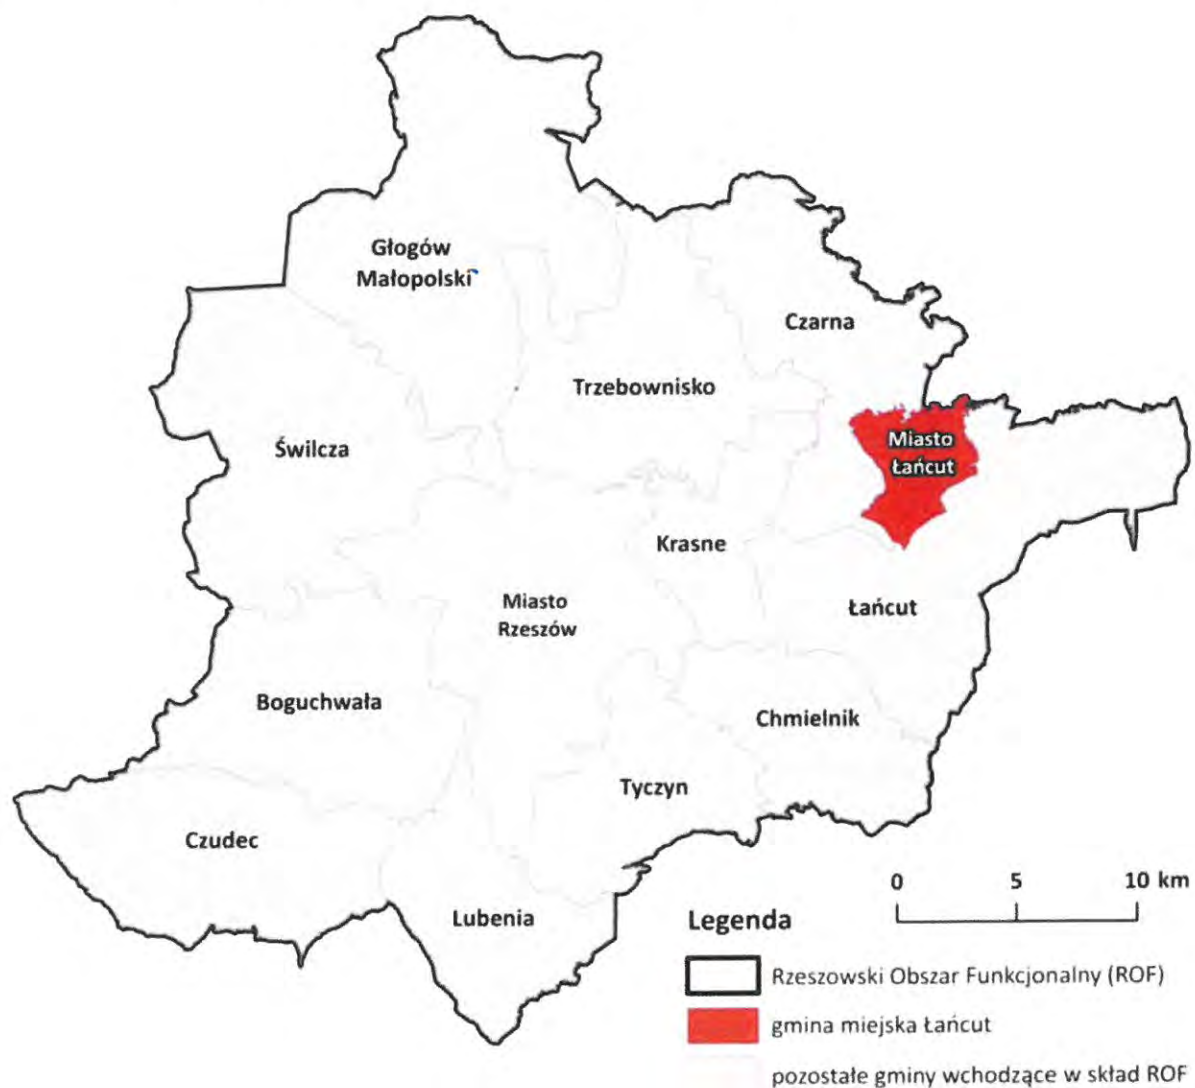 Głogów
Małopolski
Czarna
Trzebownisko
Miasto
Łańcut
Świlcza
Krasne
Miasto
Rzeszów
Łańcut
Boguchwała
Chmielnik
Tyczyn
Czudec
Lubenia
0 5 10 km
Legenda
Rzeszowski Obszar Funkcjonalny (ROF)
gmina miejska Łańcut
pozostałe gminy wchodzące w skład ROF